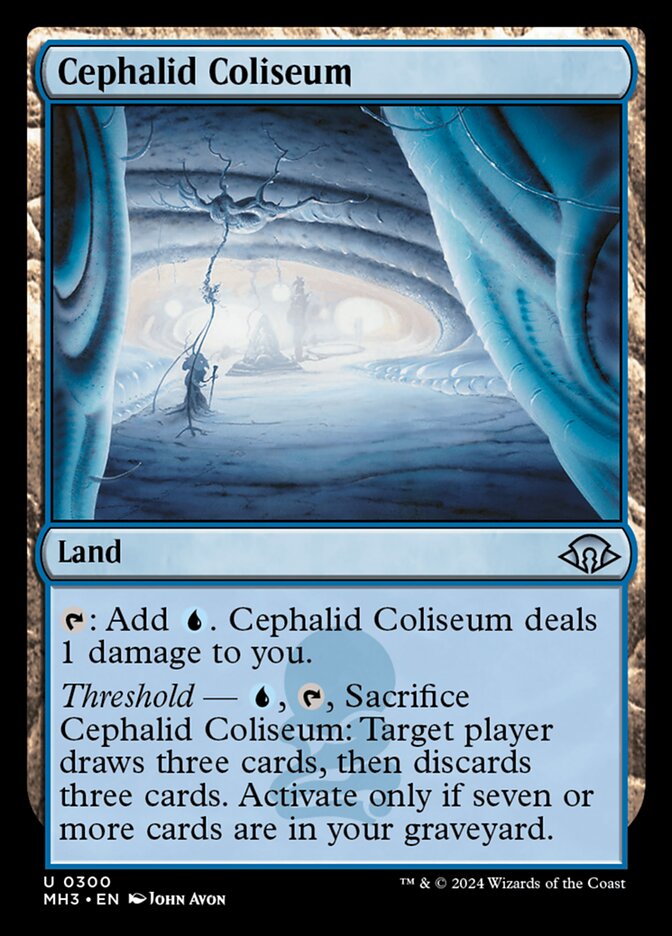 Cephalid Coliseum
Land
: Add . Cephalid Coliseum deals
1 damage to you.
Threshold — , , Sacrifice
Cephalid Coliseum: Target player
draws three cards, then discards
three cards. Activate only if seven or
more cards are in your graveyard.
U 0300
MH3 • EN John Avon
™ & © 2024 Wizards of the Coast